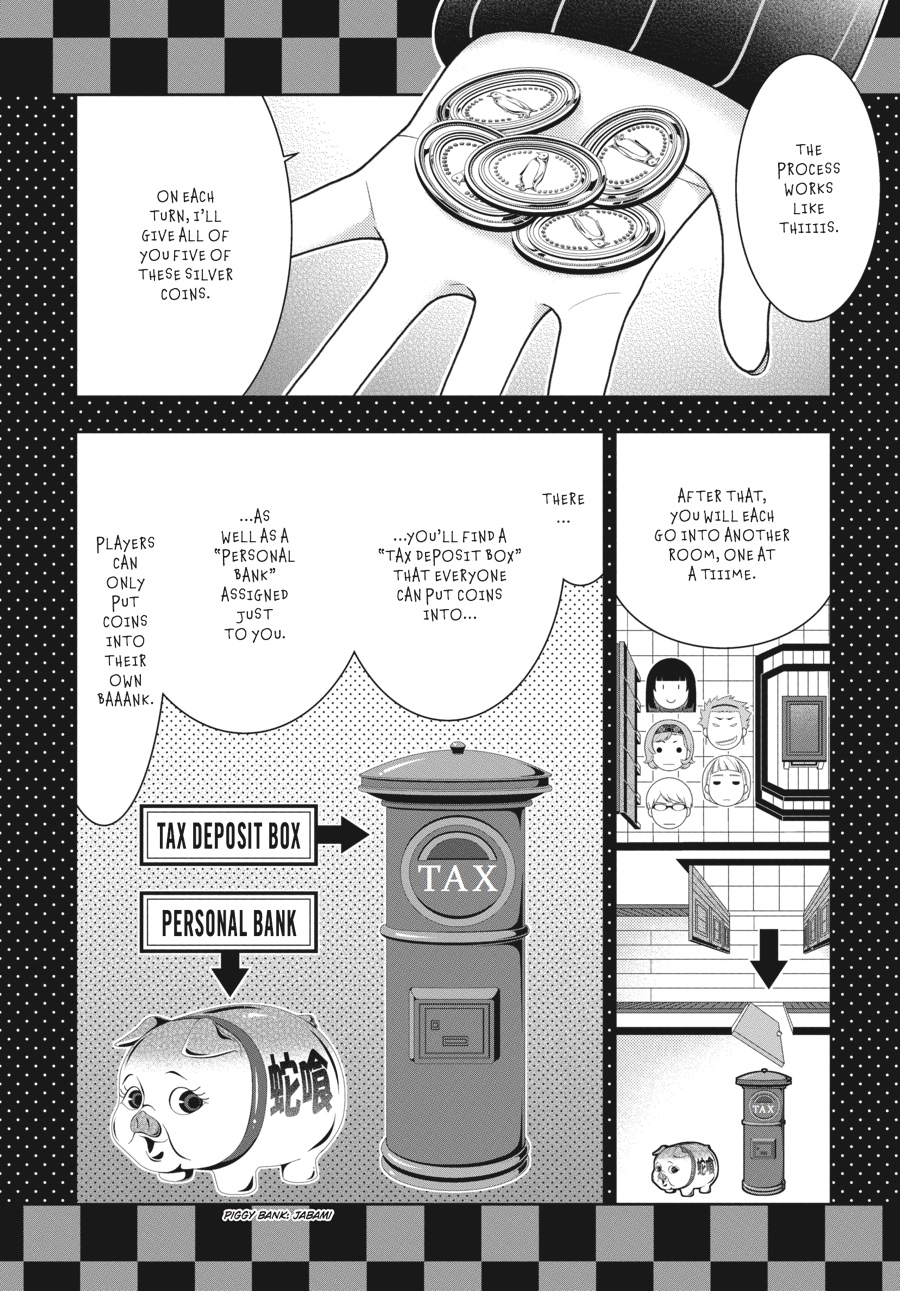 THE
PROCESS
WORKS
LIKE
THIIIIS.
ON EACH
TURN, I'LL
GIVE ALL OF
YOU FIVE OF
THESE SILVER
COINS.
AFTER THAT,
YOU WILL EACH
GO INTO ANOTHER
ROOM, ONE AT
A TIIIME.
TAX
蛇喰
THERE
...
...YOU'LL FIND A
"TAX DEPOSIT BOX"
THAT EVERYONE
CAN PUT COINS
INTO...
...AS
WELL AS A
"PERSONAL
BANK"
ASSIGNED
JUST
TO YOU.
PLAYERS
CAN
ONLY
PUT
COINS
INTO
THEIR
OWN
BAAANK.
TAX DEPOSIT BOX
TAX
PERSONAL BANK
蛇喰
PIGGY BANK: JABAMI